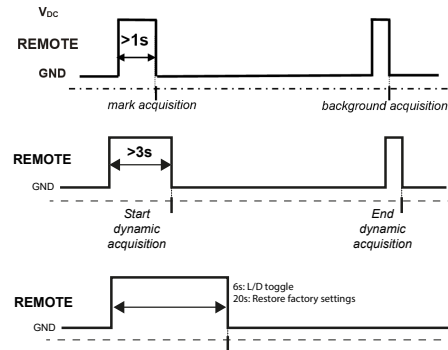 VDC
REMOTE
>1s
GND
mark acquisition
background acquisition
REMOTE
>3s
GND
Start
dynamic
acquisition
End
dynamic
acquisition
6s: L/D toggle
20s: Restore factory settings
REMOTE
GND